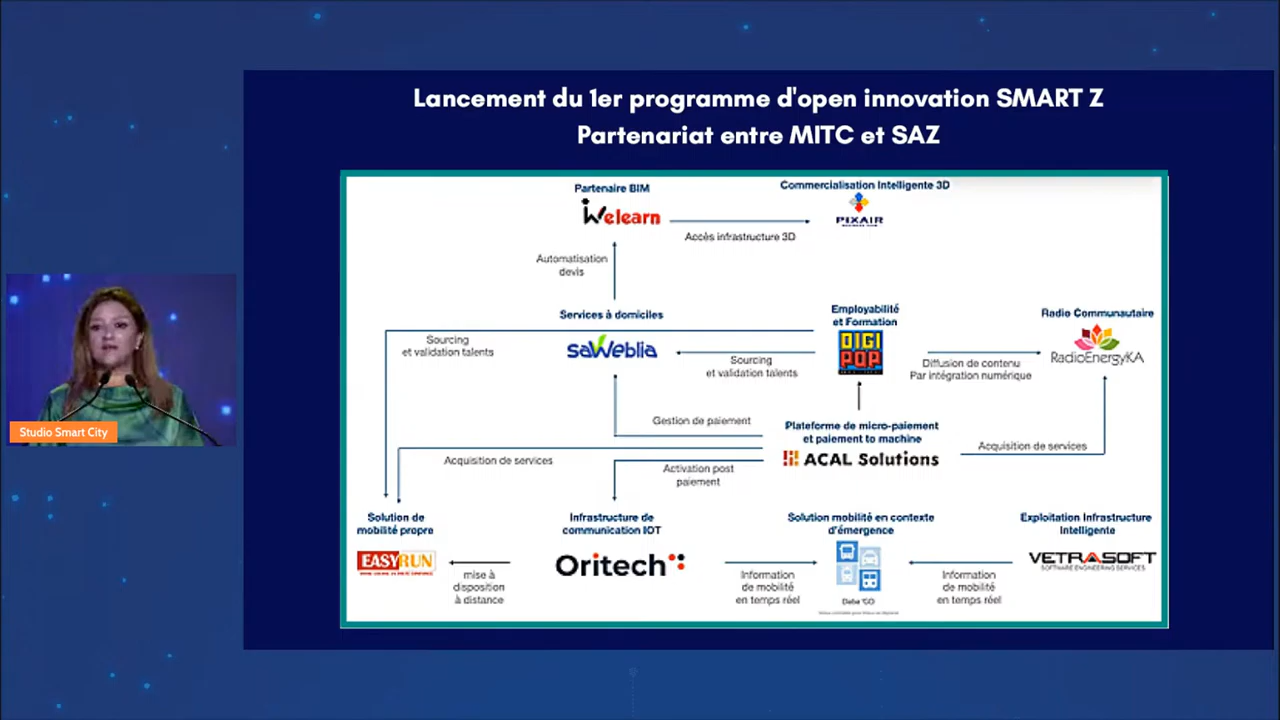 Lancement du 1er programme d'open innovation SMART Z
Partenariat entre MITC et SAZ
Partenaire BIM
iwelearn
Commercialisation Intelligente 3D
PIXAIR
Accès infrastructure 3D
Automatisation
devis
Services à domiciles
saWeblia
Employabilité
et Formation
DIGI
POP
Radio Communautaire
RadioEnergyKA
Sourcing
et validation talents
Sourcing
et validation talents
Diffusion de contenu
Par intégration numérique
Gestion de paiement
Plateforme de micro-paiement
et paiement to machine
ACAL Solutions
Acquisition de services
Acquisition de services
Activation post
paiement
Studio Smart City
Solution de
mobilité propre
EASYRUN
Infrastructure de
communication IOT
Oritech
Solution mobilité en contexte
d'émergence
Exploitation Infrastructure
Intelligente
VETRASOFT
SOFTWARE ENGINEERING SERVICES
mise à
disposition
à distance
Information
de mobilité
en temps réel
Information
de mobilité
en temps réel